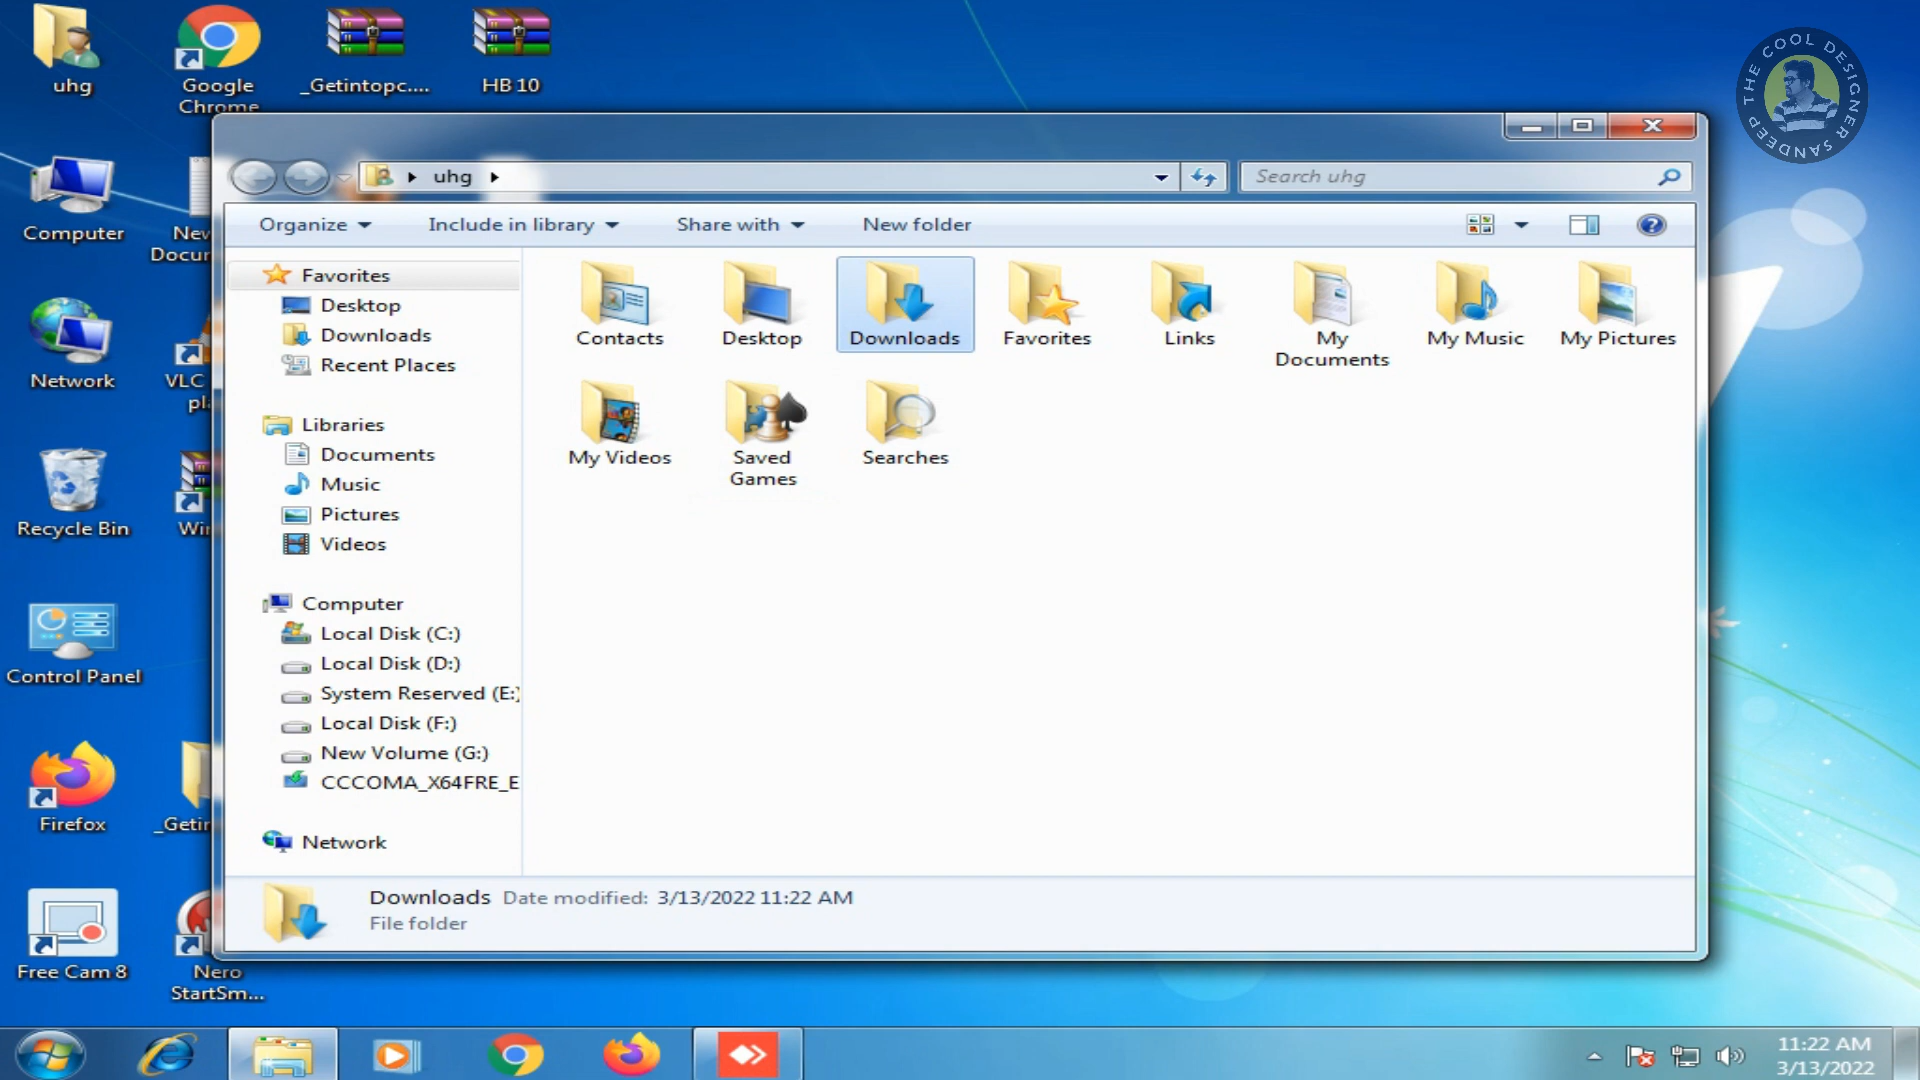 uhg
Google
Chrome
_Getintopc....
HB 10
THE COOL DESIGNER SANDEEP
Computer
New
Docum
Network
VLC
pla
Recycle Bin
Win
Control Panel
Firefox
_Getin
Free Cam 8
Nero
StartSm...
uhg
Search uhg
Organize
Include in library
Share with
New folder
Favorites
Desktop
Downloads
Recent Places
Libraries
Documents
Music
Pictures
Videos
Computer
Local Disk (C:)
Local Disk (D:)
System Reserved (E:)
Local Disk (F:)
New Volume (G:)
CCCOMA_X64FRE_E
Network
Contacts
Desktop
Downloads
Favorites
Links
My
Documents
My Music
My Pictures
My Videos
Saved
Games
Searches
Downloads Date modified: 3/13/2022 11:22 AM
File folder
11:22 AM
3/13/2022